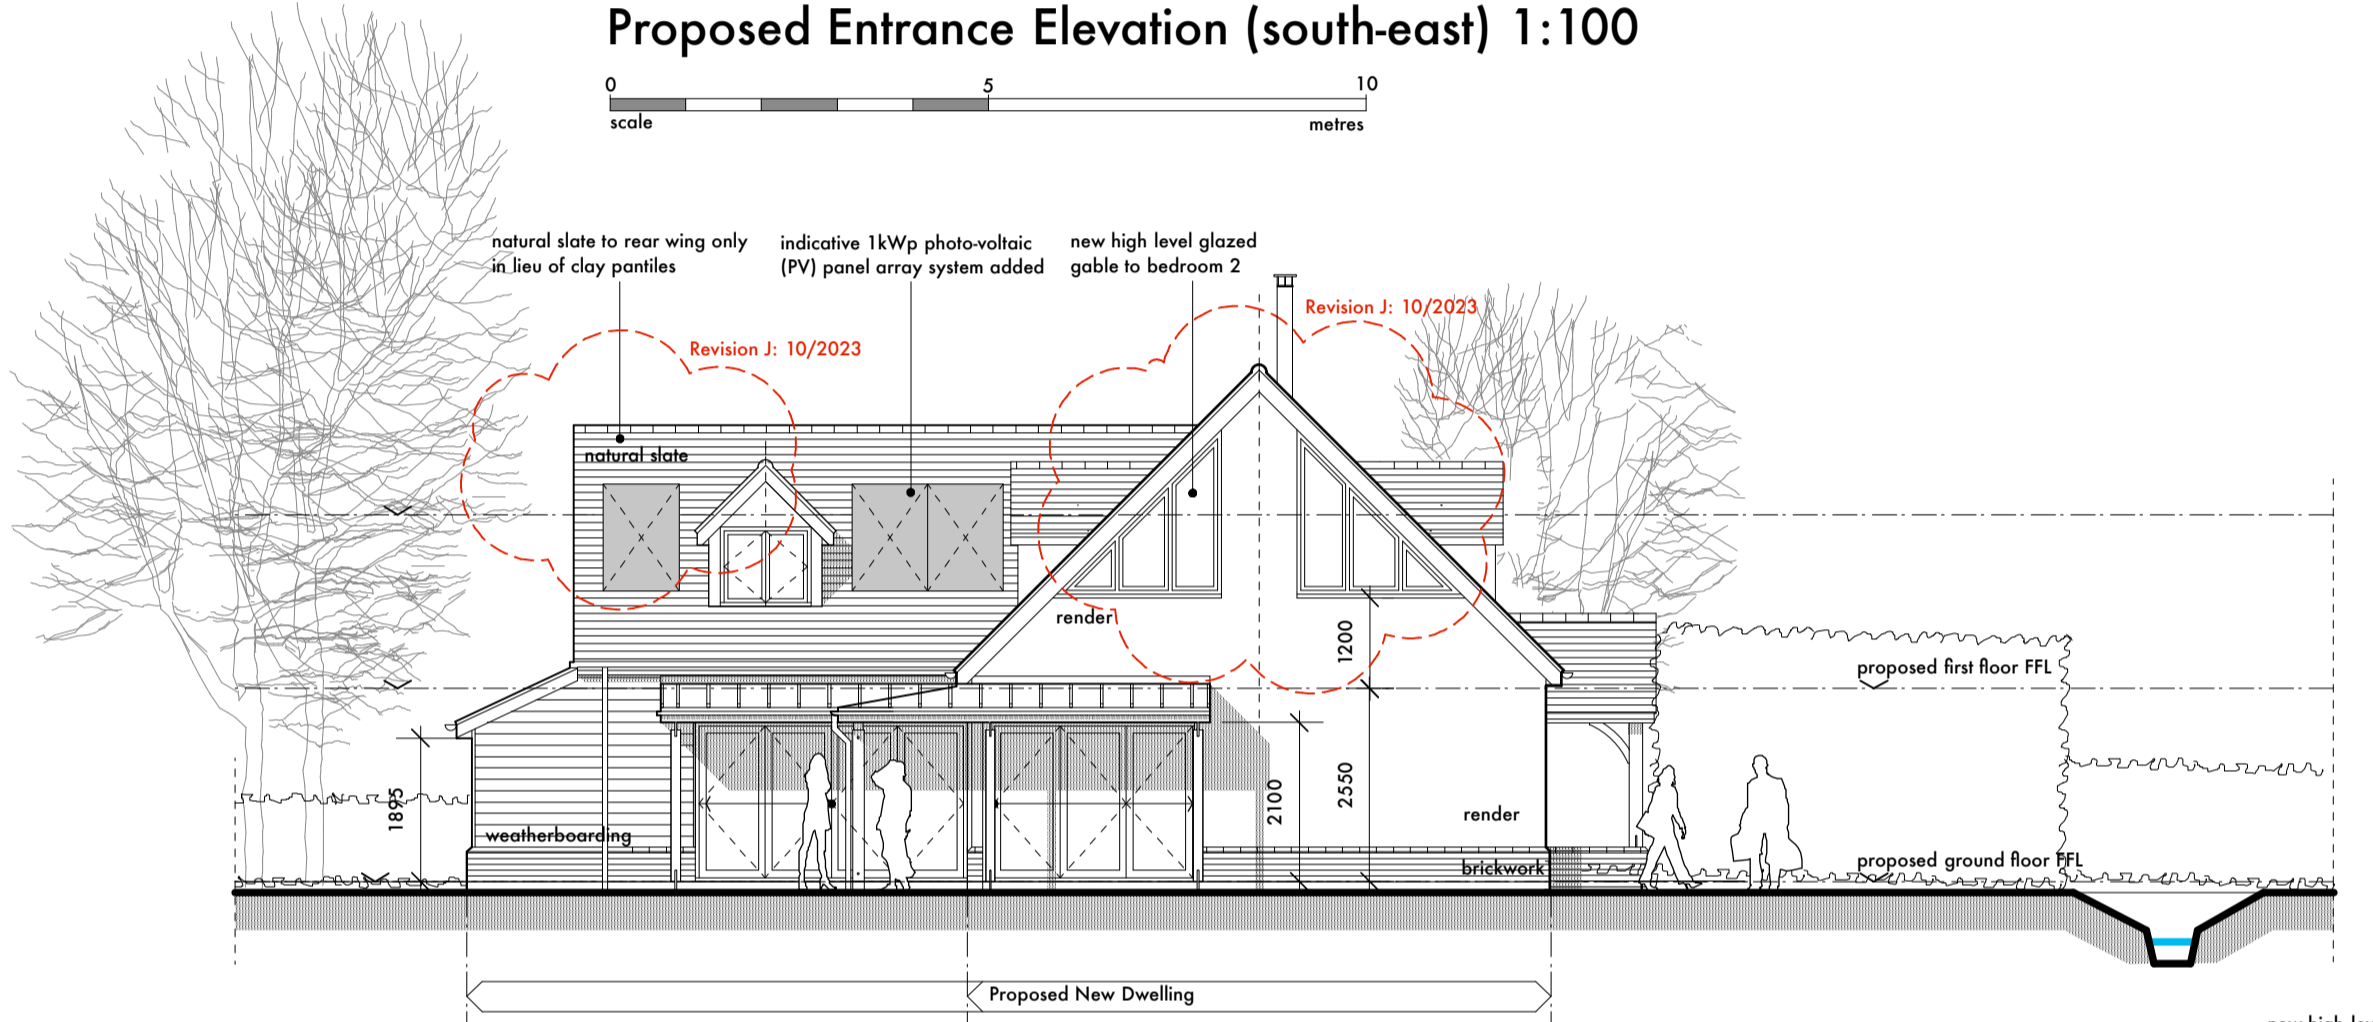 Proposed Entrance Elevation (south-east) 1:100
0 5 10
scale metres
natural slate to rear wing only
in lieu of clay pantiles
indicative 1kWp photo-voltaic
(PV) panel array system added
new high level glazed
gable to bedroom 2
Revision J: 10/2023
Revision J: 10/2023
natural slate
render
1200
proposed first floor FFL
1895
2100
2550
render
weatherboarding
brickwork
proposed ground floor FFL
Proposed New Dwelling